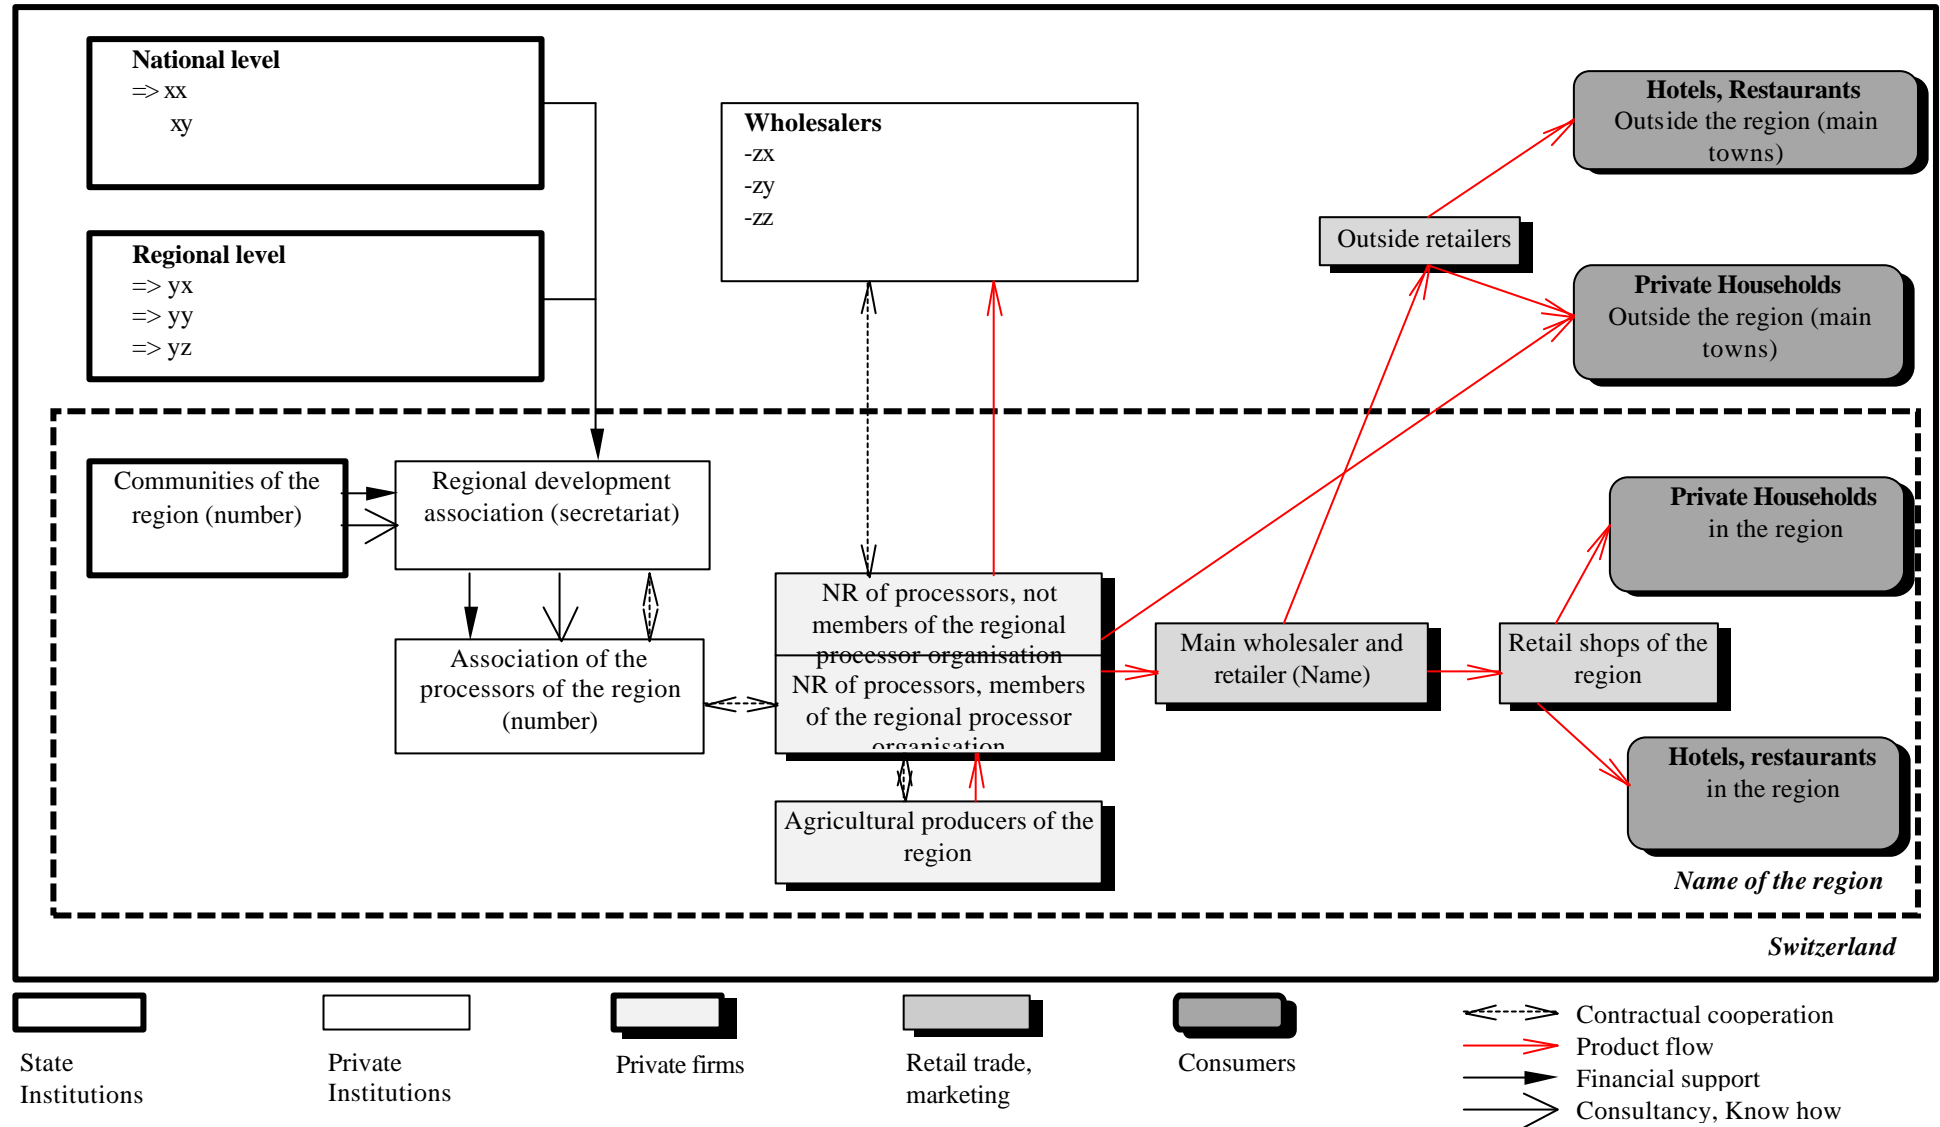 National level
=> xx
xy
Regional level
=> yx
=> yy
=> yz
Wholesalers
-zx
-zy
-zz
Hotels, Restaurants
Outside the region (main
towns)
Outside retailers
Private Households
Outside the region (main
towns)
Communities of the
region (number)
Regional development
association (secretariat)
Association of the
processors of the region
(number)
NR of processors, not
members of the regional
processor organisation
NR of processors, members
of the regional processor
organisation
Agricultural producers of the
region
Main wholesaler and
retailer (Name)
Retail shops of the
region
Private Households
in the region
Hotels, restaurants
in the region
Name of the region
Switzerland
State
Institutions
Private
Institutions
Private firms
Retail trade,
marketing
Consumers
Contractual cooperation
Product flow
Financial support
Consultancy, Know how